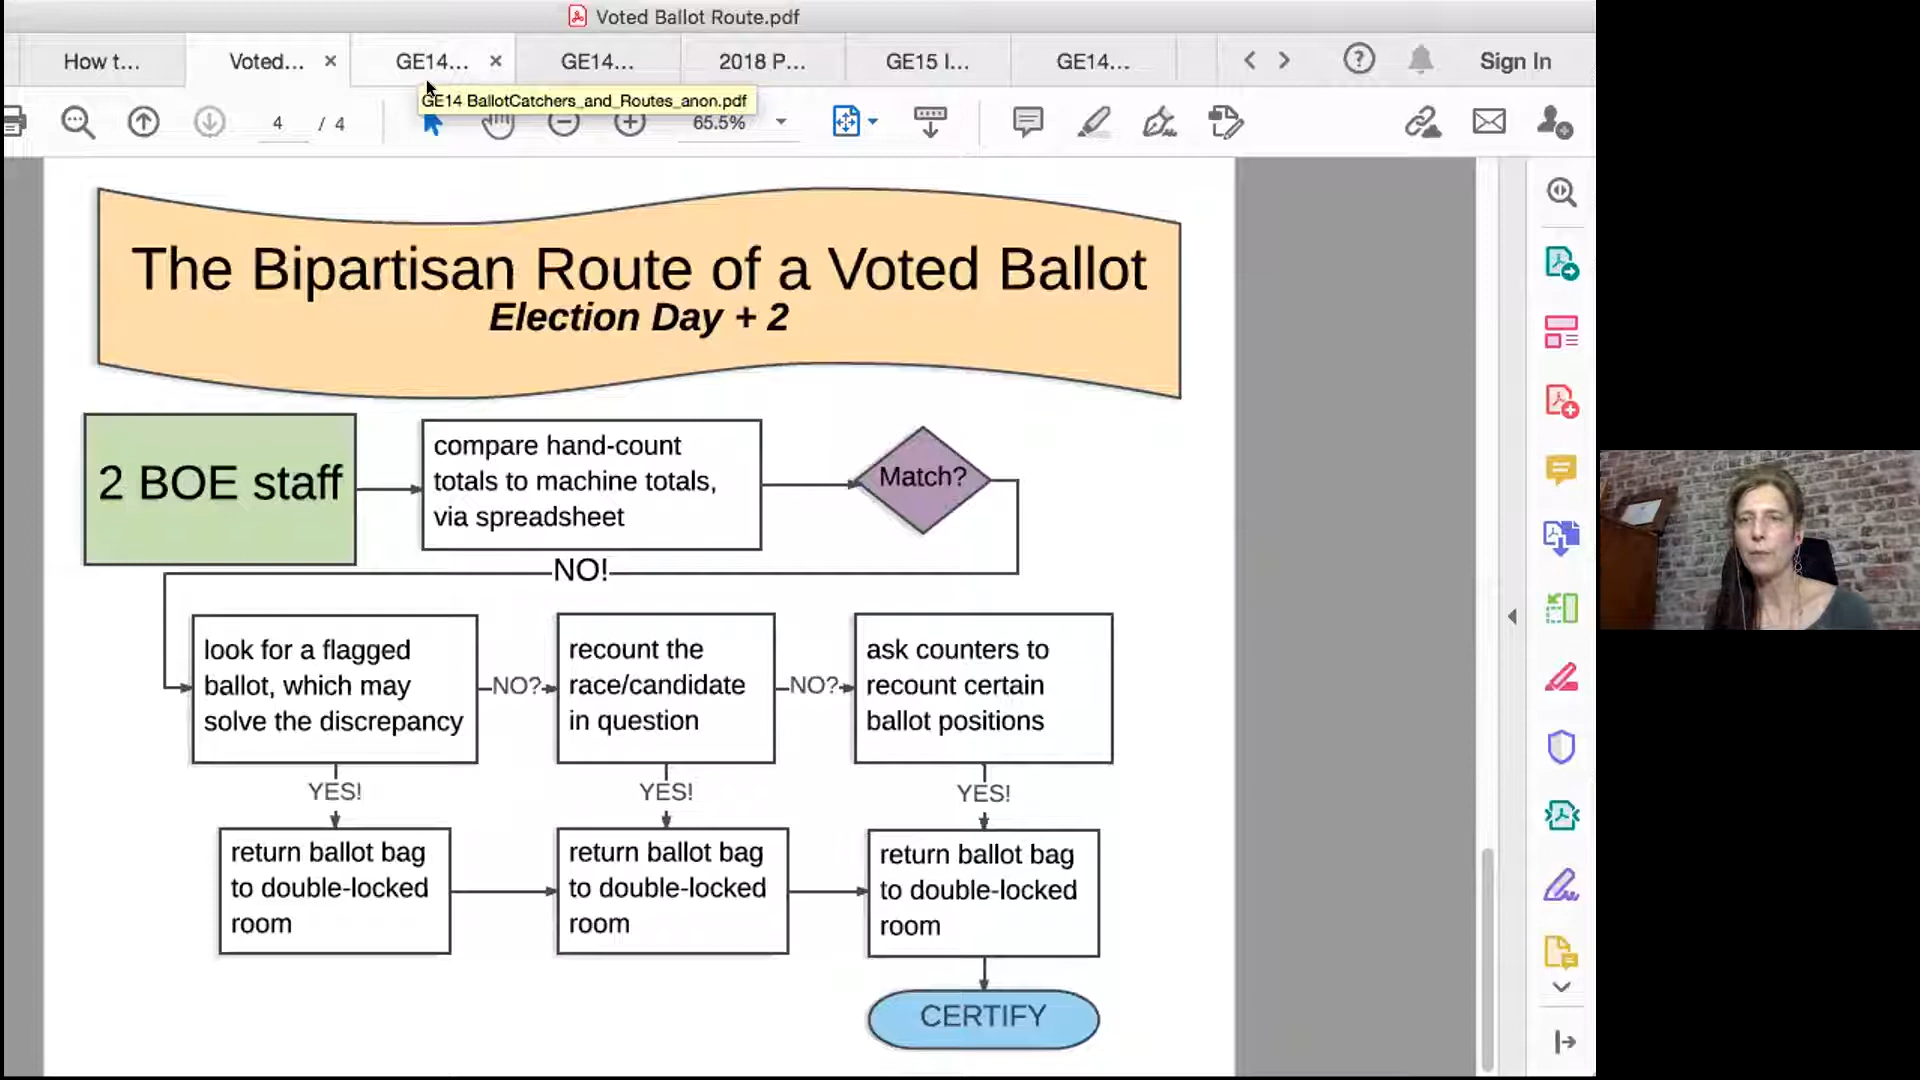 Voted Ballot Route.pdf
How t...
Voted...
GE14...
GE14...
2018 P...
GE15 I...
GE14...
Sign In
GE14 BallotCatchers_and_Routes_anon.pdf
4 / 4
65.5%
The Bipartisan Route of a Voted Ballot
Election Day + 2
2 BOE staff
compare hand-count
totals to machine totals,
via spreadsheet
Match?
NO!
look for a flagged
ballot, which may
solve the discrepancy
NO?
recount the
race/candidate
in question
NO?
ask counters to
recount certain
ballot positions
YES!
YES!
YES!
return ballot bag
to double-locked
room
return ballot bag
to double-locked
room
return ballot bag
to double-locked
room
CERTIFY